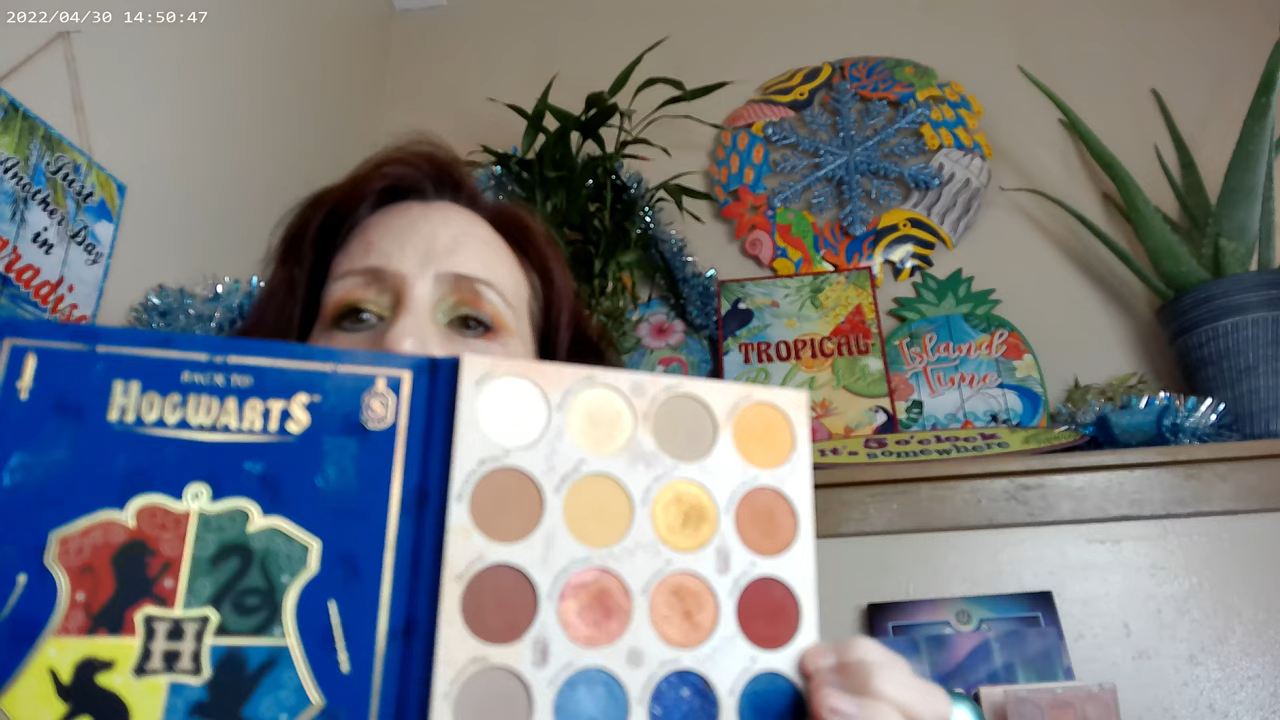 2022/04/30 14:50:47
Just
Another Day
in
Paradise
BACK TO
HOGWARTS
H
TROPICAL
Island
Time
it's 5 o'clock
somewhere